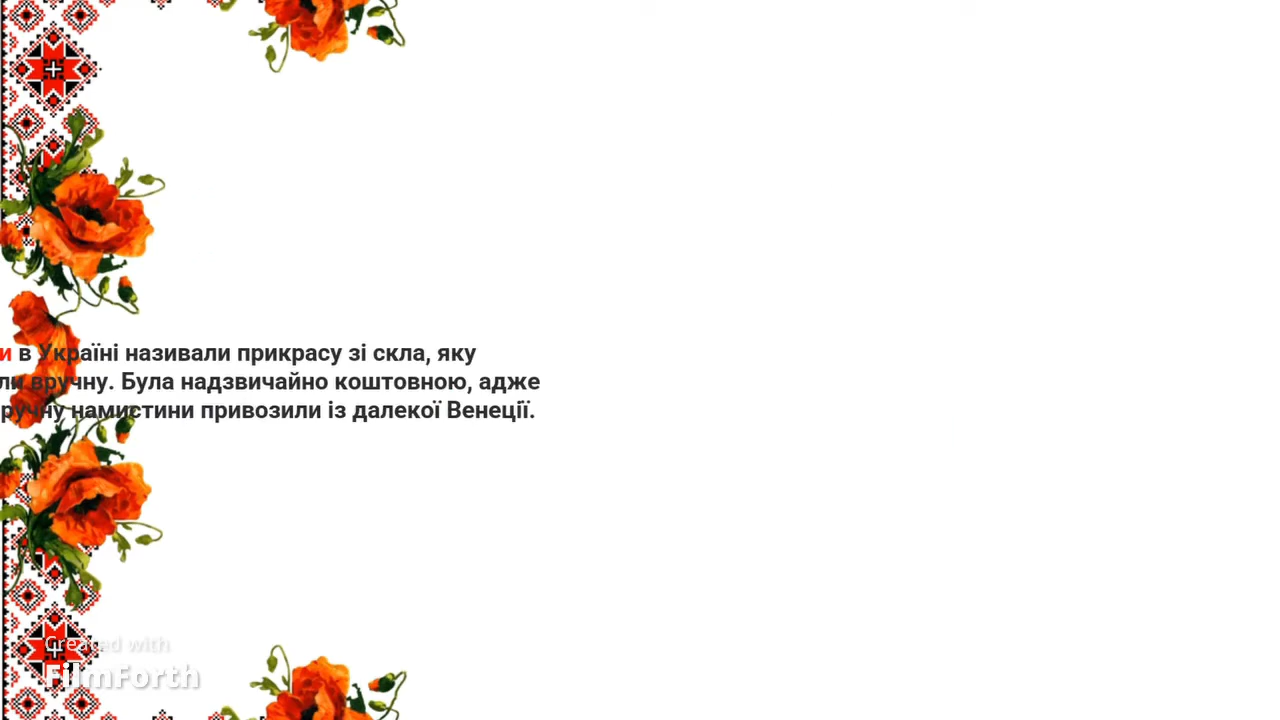 и в Україні називали прикрасу зі скла, яку
ли вручну. Була надзвичайно коштовною, адже
ручну намистини привозили із далекої Венеції.
Created with
FilmForth